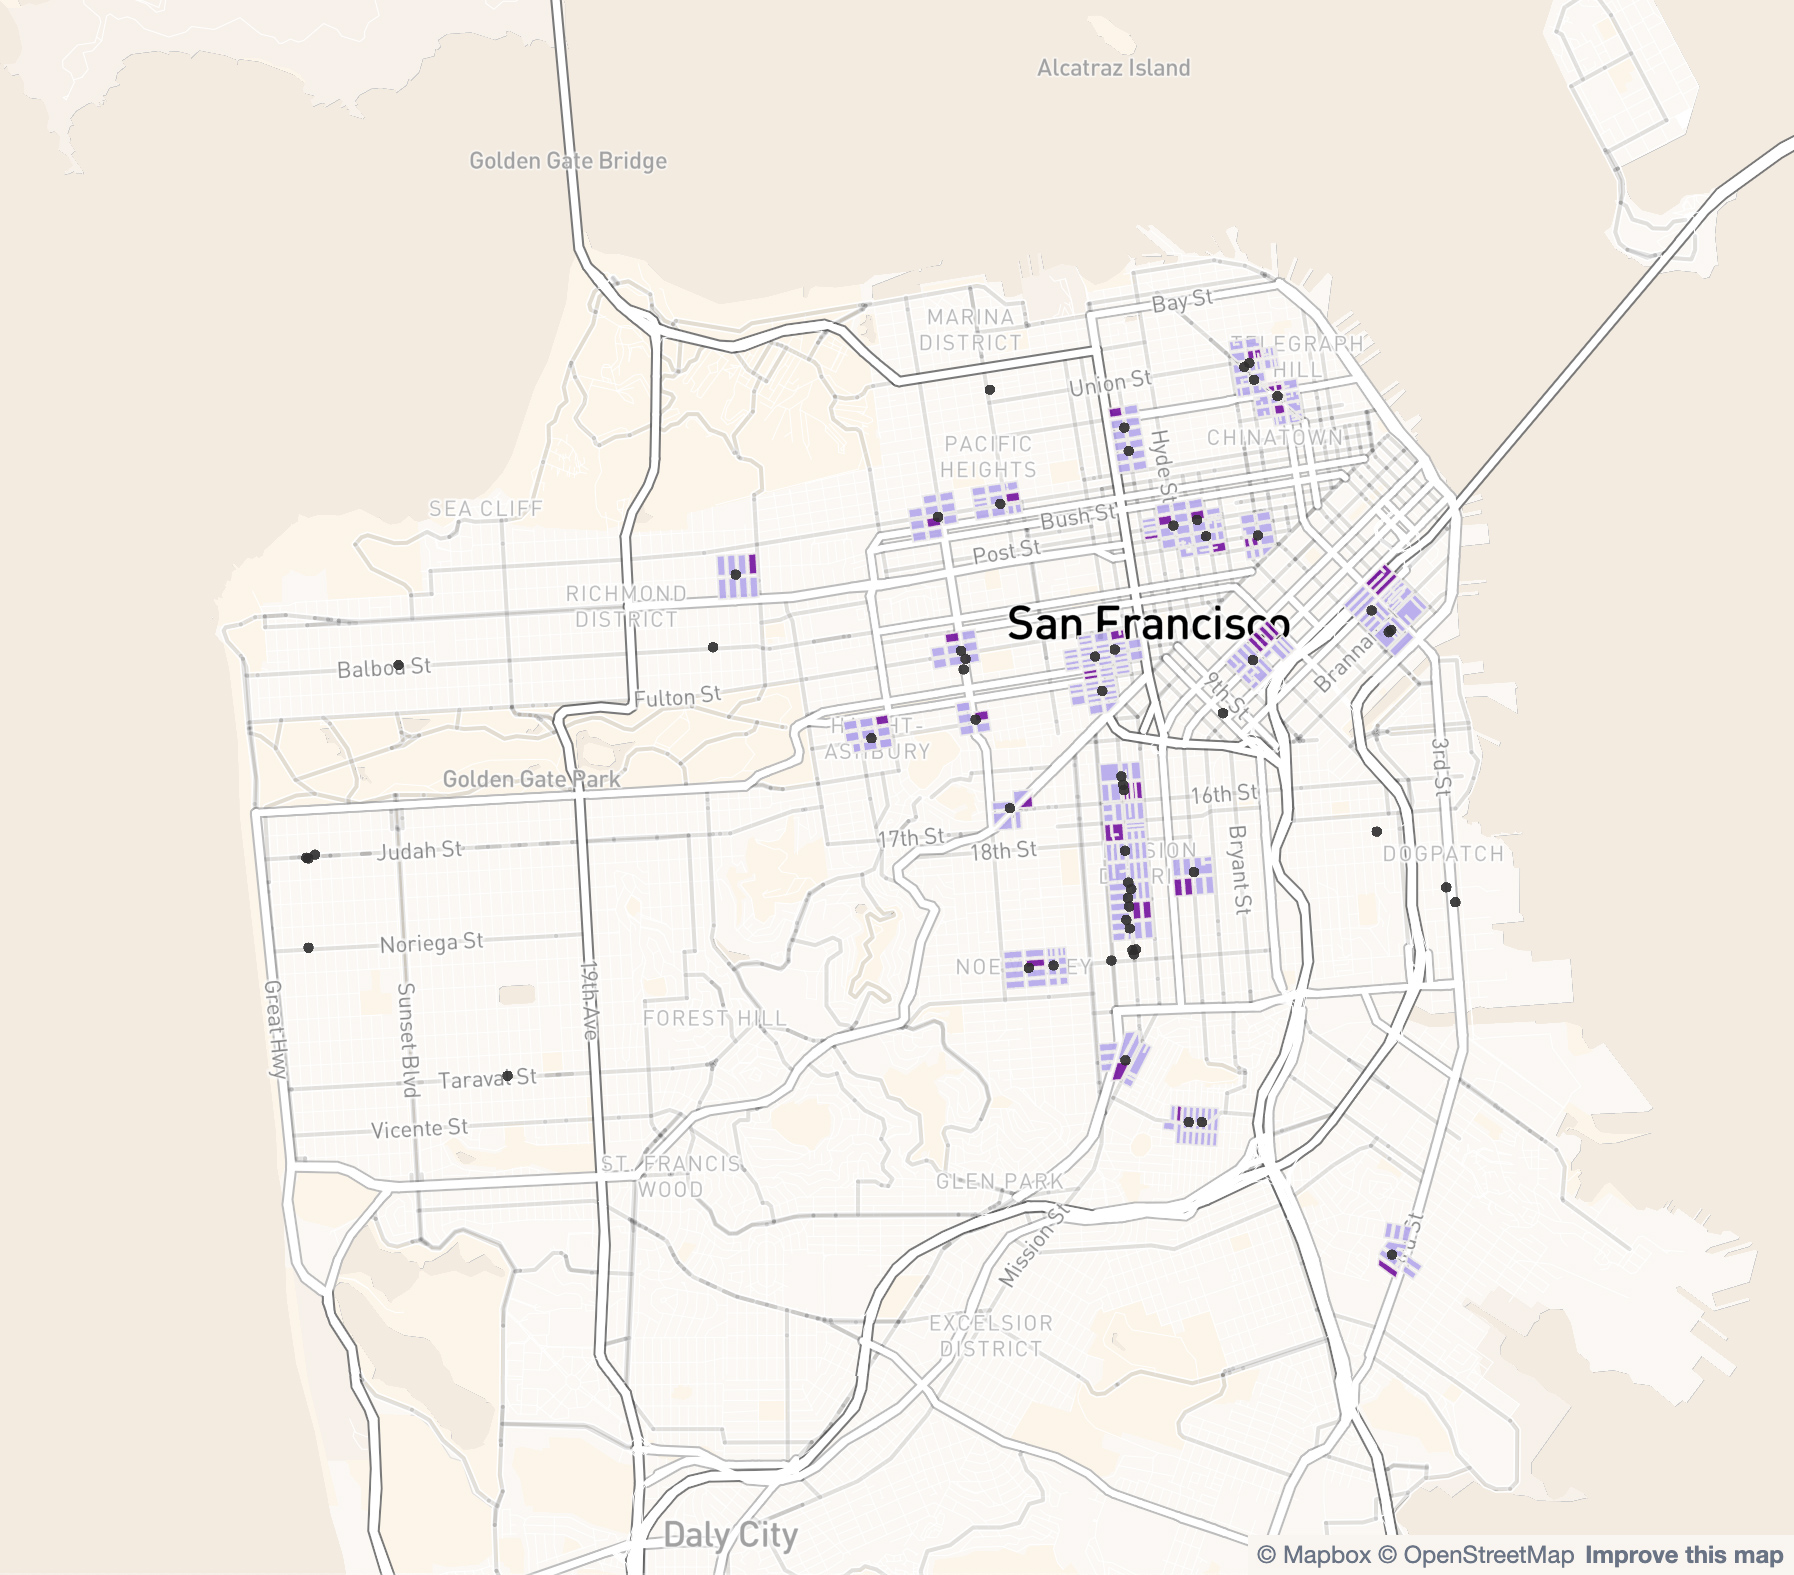 Alcatraz Island
Golden Gate Bridge
Bay St
MARINA
DISTRICT
TELEGRAPH
HILL
Union St
CHINATOWN
Hyde St
PACIFIC
HEIGHTS
SEA CLIFF
Bush St
Post St
RICHMOND
DISTRICT
San Francisco
Balboa St
Fulton St
Brannan
9th St
HAIGHT-
ASHBURY
3rd St
Golden Gate Park
16th St
17th St
18th St
Judah St
MISSION
DISTRICT
Bryant St
DOGPATCH
Noriega St
NOE VALLEY
19th Ave
Great Hwy
Sunset Blvd
FOREST HILL
Taraval St
Vicente St
ST. FRANCIS
WOOD
GLEN PARK
Mission St
3rd St
EXCELSIOR
DISTRICT
Daly City
© Mapbox © OpenStreetMap Improve this map